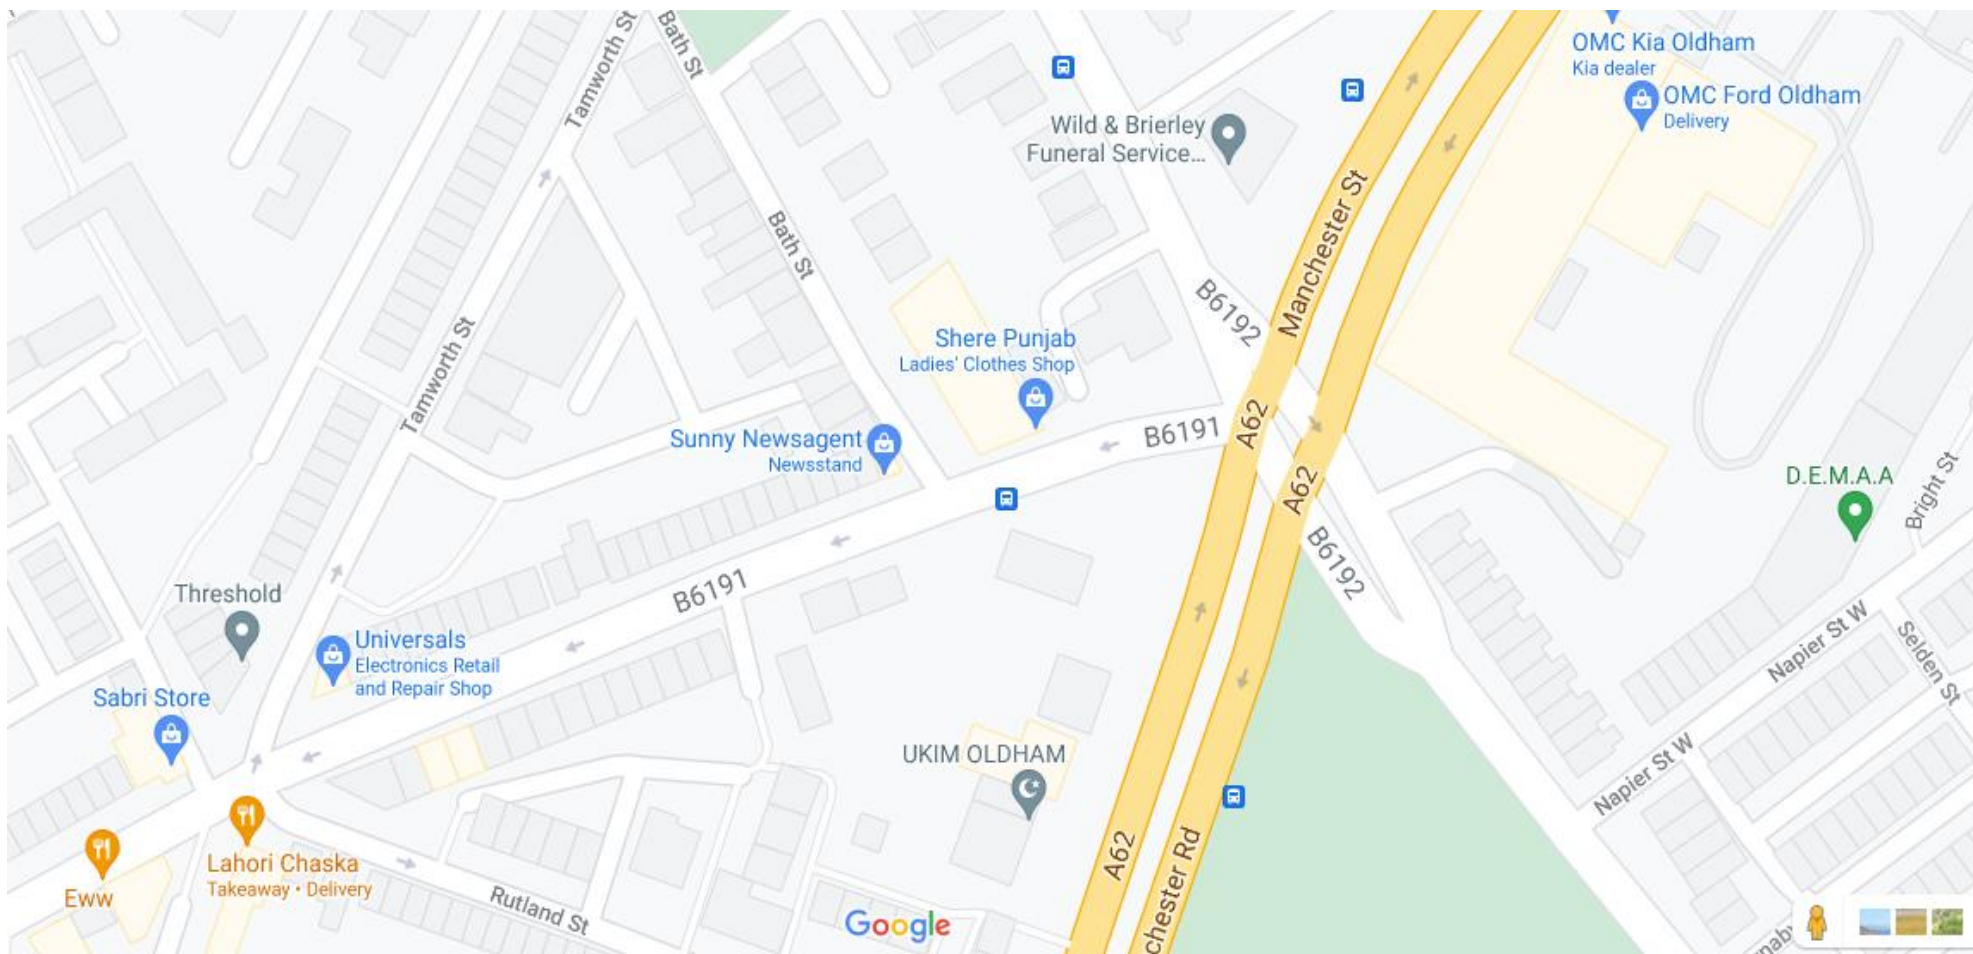 Tamworth St
Bath St
OMC Kia Oldham
Kia dealer
OMC Ford Oldham
Delivery
Wild & Brierley
Funeral Service...
Manchester St
Bath St
B6192
Shere Punjab
Ladies' Clothes Shop
Tamworth St
A62
B6191
Sunny Newsagent
Newsstand
A62
D.E.M.A.A
Bright St
B6192
B6191
Threshold
Universals
Electronics Retail
and Repair Shop
Napier St W
Selden St
Sabri Store
UKIM OLDHAM
Napier St W
A62
Lahori Chaska
Takeaway • Delivery
Eww
Rutland St
chester Rd
Google